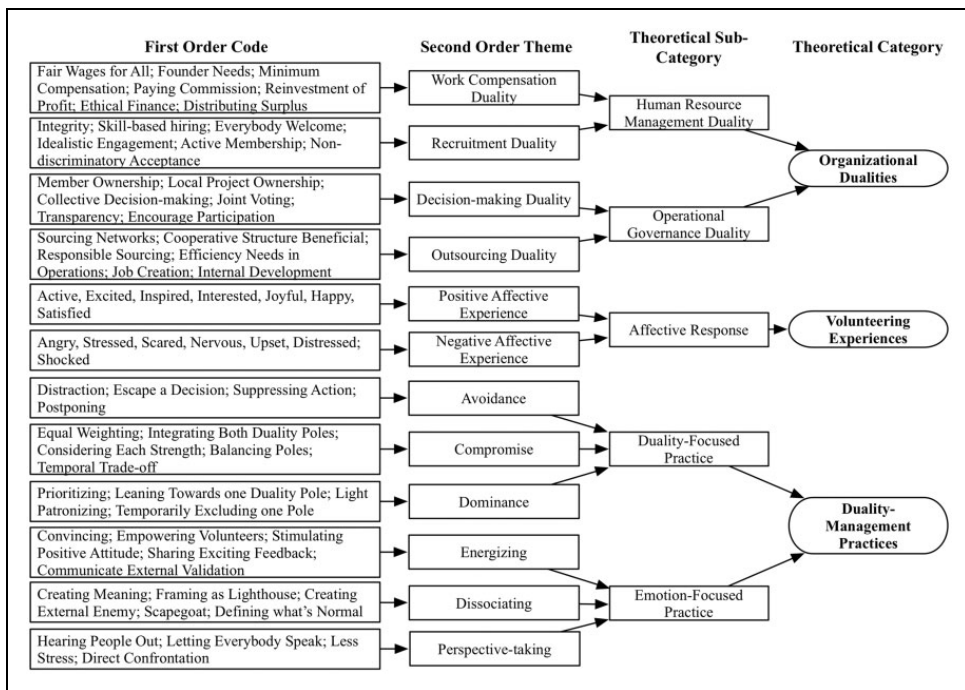 First Order Code
Second Order Theme
Theoretical Sub-
Category
Theoretical Category
Fair Wages for All; Founder Needs; Minimum
Compensation; Paying Commission; Reinvestment of
Profit; Ethical Finance; Distributing Surplus
Work Compensation
Duality
Human Resource
Management Duality
Integrity; Skill-based hiring; Everybody Welcome;
Idealistic Engagement; Active Membership; Non-
discriminatory Acceptance
Recruitment Duality
Organizational
Dualities
Member Ownership; Local Project Ownership;
Collective Decision-making; Joint Voting;
Transparency; Encourage Participation
Decision-making Duality
Operational
Governance Duality
Sourcing Networks; Cooperative Structure Beneficial;
Responsible Sourcing; Efficiency Needs in
Operations; Job Creation; Internal Development
Outsourcing Duality
Active, Excited, Inspired, Interested, Joyful, Happy,
Satisfied
Positive Affective
Experience
Affective Response
Volunteering
Experiences
Angry, Stressed, Scared, Nervous, Upset, Distressed;
Shocked
Negative Affective
Experience
Distraction; Escape a Decision; Suppressing Action;
Postponing
Avoidance
Equal Weighting; Integrating Both Duality Poles;
Considering Each Strength; Balancing Poles;
Temporal Trade-off
Compromise
Duality-Focused
Practice
Prioritizing; Leaning Towards one Duality Pole; Light
Patronizing; Temporarily Excluding one Pole
Dominance
Duality-
Management
Practices
Convincing; Empowering Volunteers; Stimulating
Positive Attitude; Sharing Exciting Feedback;
Communicate External Validation
Energizing
Creating Meaning; Framing as Lighthouse; Creating
External Enemy; Scapegoat; Defining what's Normal
Dissociating
Emotion-Focused
Practice
Hearing People Out; Letting Everybody Speak; Less
Stress; Direct Confrontation
Perspective-taking